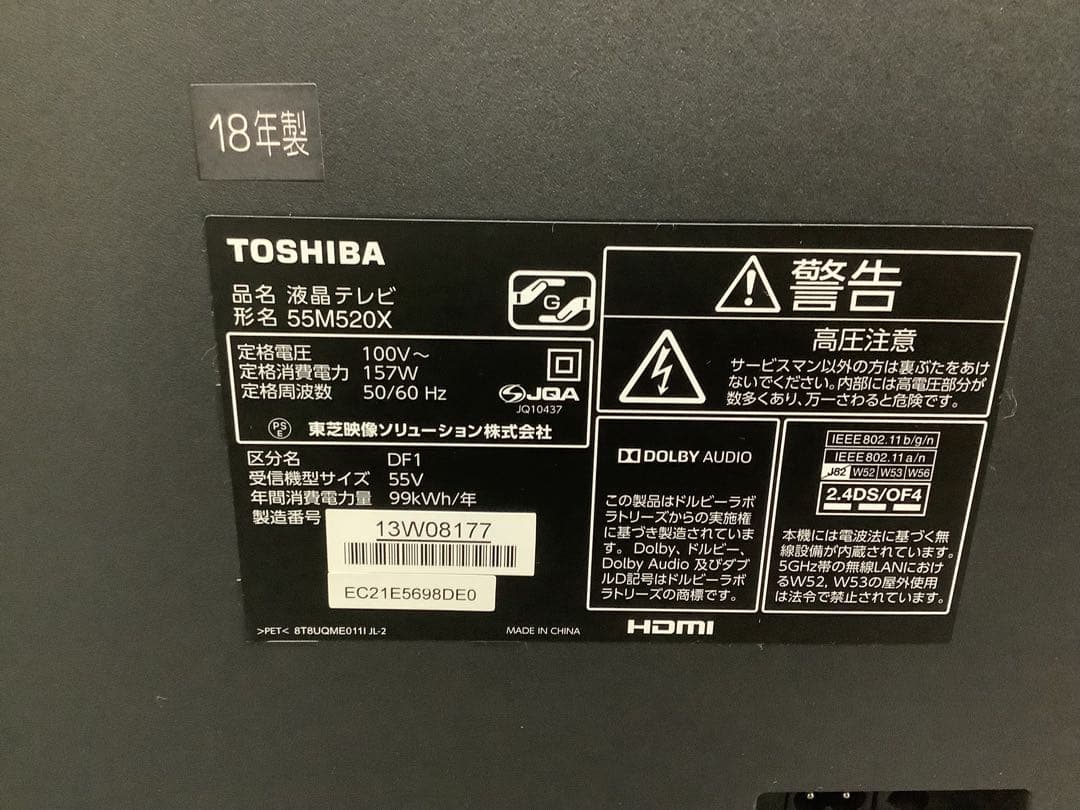 18年製
TOSHIBA
品名 液晶テレビ
形名 55M520X
G
定格電圧 100V～
定格消費電力 157W
定格周波数 50/60 Hz
JQA
JQ10437
PSE 東芝映像ソリューション株式会社
区分名 DF1
受信機型サイズ 55V
年間消費電力量 99kWh/年
製造番号 13W08177
EC21E5698DE0
>PET< 8T8UQME011I JL-2
MADE IN CHINA
HDMI
警告
高圧注意
サービスマン以外の方は裏ぶたをあけ
ないでください。内部には高電圧部分が
数多くあり、万一さわると危険です。
DOLBY AUDIO
この製品はドルビーラボ
ラトリーズからの実施権
に基づき製造されていま
す。 Dolby、ドルビー、
Dolby Audio 及びダブ
ルD記号はドルビーラボ
ラトリーズの商標です。
IEEE802.11b/g/n
IEEE802.11a/n
J52 W52 W53 W56
2.4DS/OF4
本機には電波法に基づく無
線設備が内蔵されています。
5GHz帯の無線LANにおけ
るW52, W53の屋外使用
は法令で禁止されています。